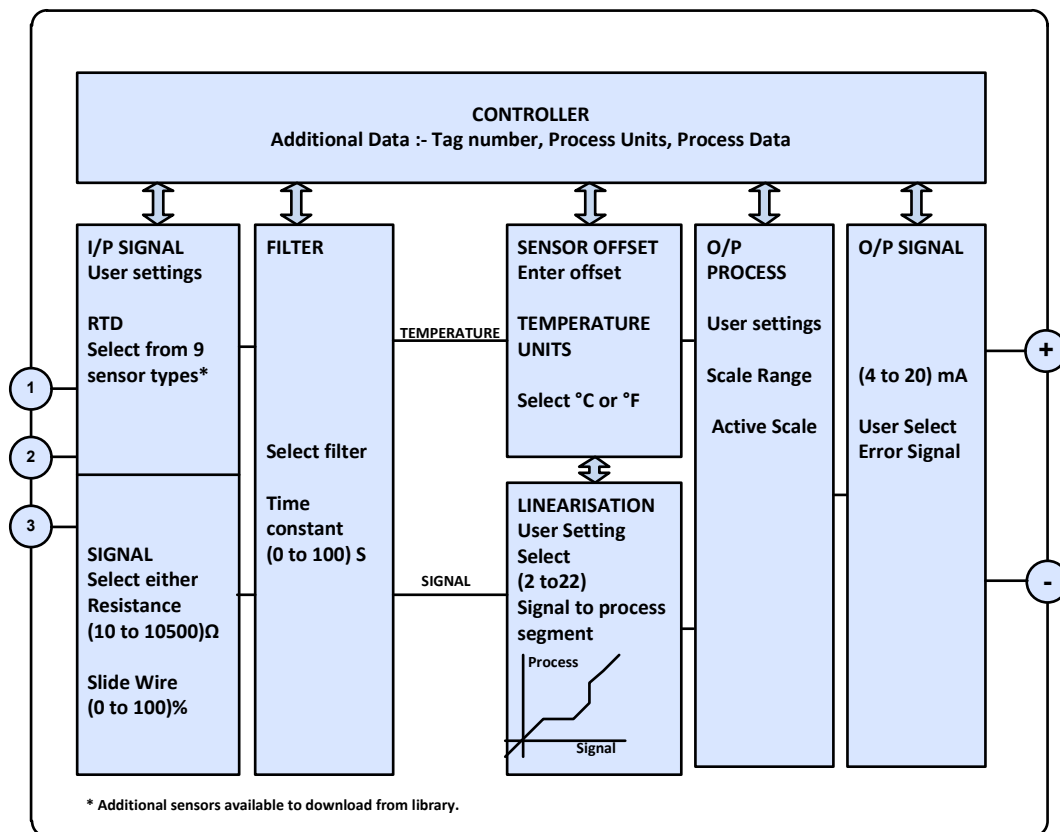 CONTROLLER
Additional Data :- Tag number, Process Units, Process Data
I/P SIGNAL
User settings
RTD
Select from 9
sensor types*
1
2
3
SIGNAL
Select either
Resistance
(10 to 10500)Ω
Slide Wire
(0 to 100)%
FILTER
Select filter
Time
constant
(0 to 100) S
TEMPERATURE
SIGNAL
SENSOR OFFSET
Enter offset
TEMPERATURE
UNITS
Select °C or °F
LINEARISATION
User Setting
Select
(2 to22)
Signal to process
segment
Process
Signal
O/P
PROCESS
User settings
Scale Range
Active Scale
O/P SIGNAL
(4 to 20) mA
User Select
Error Signal
+
-
* Additional sensors available to download from library.